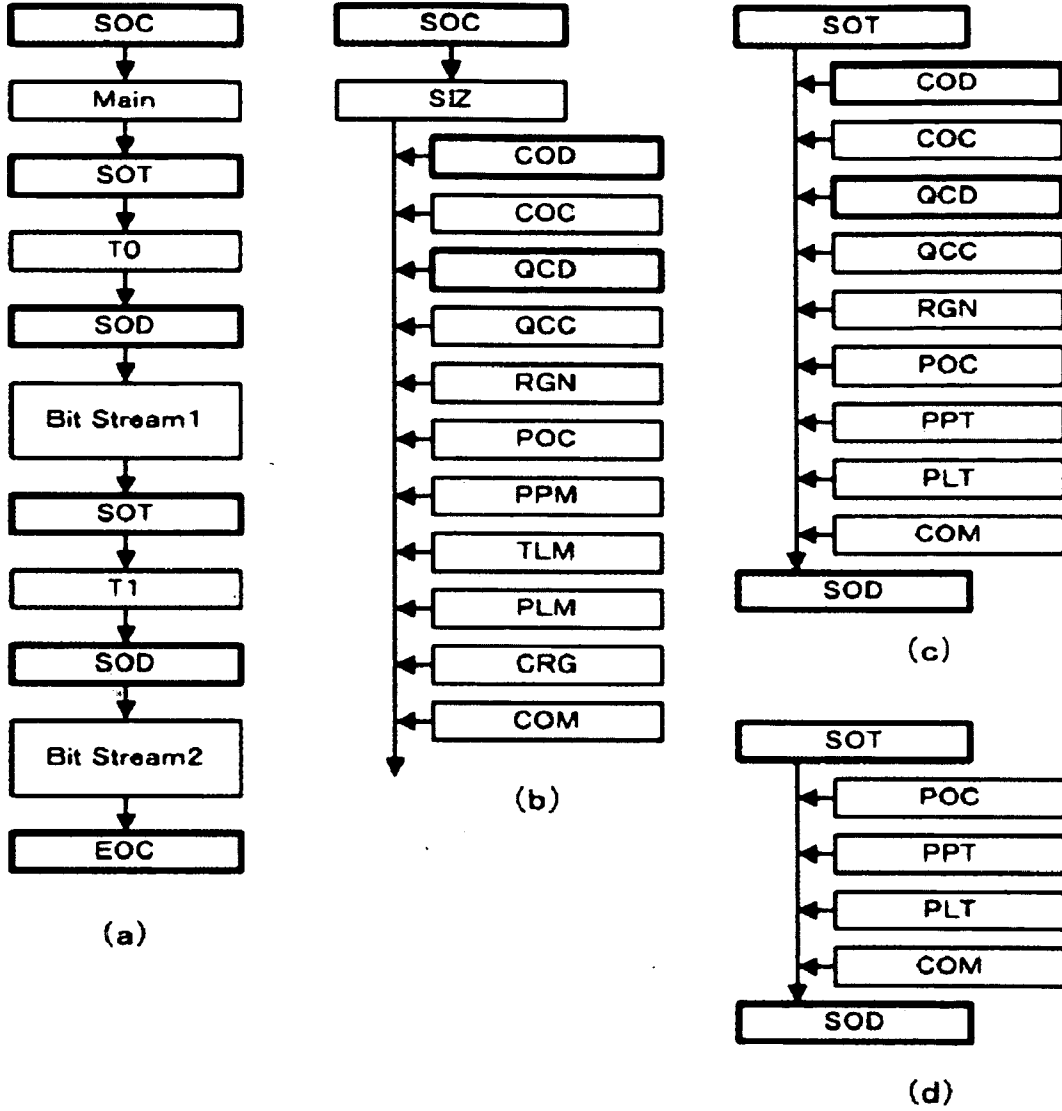 SOC
Main
SOT
T0
SOD
Bit Stream1
SOT
T1
SOD
Bit Stream2
EOC
(a)
SOC
SIZ
COD
COC
QCD
QCC
RGN
POC
PPM
TLM
PLM
CRG
COM
(b)
SOT
COD
COC
QCD
QCC
RGN
POC
PPT
PLT
COM
SOD
(c)
SOT
POC
PPT
PLT
COM
SOD
(d)